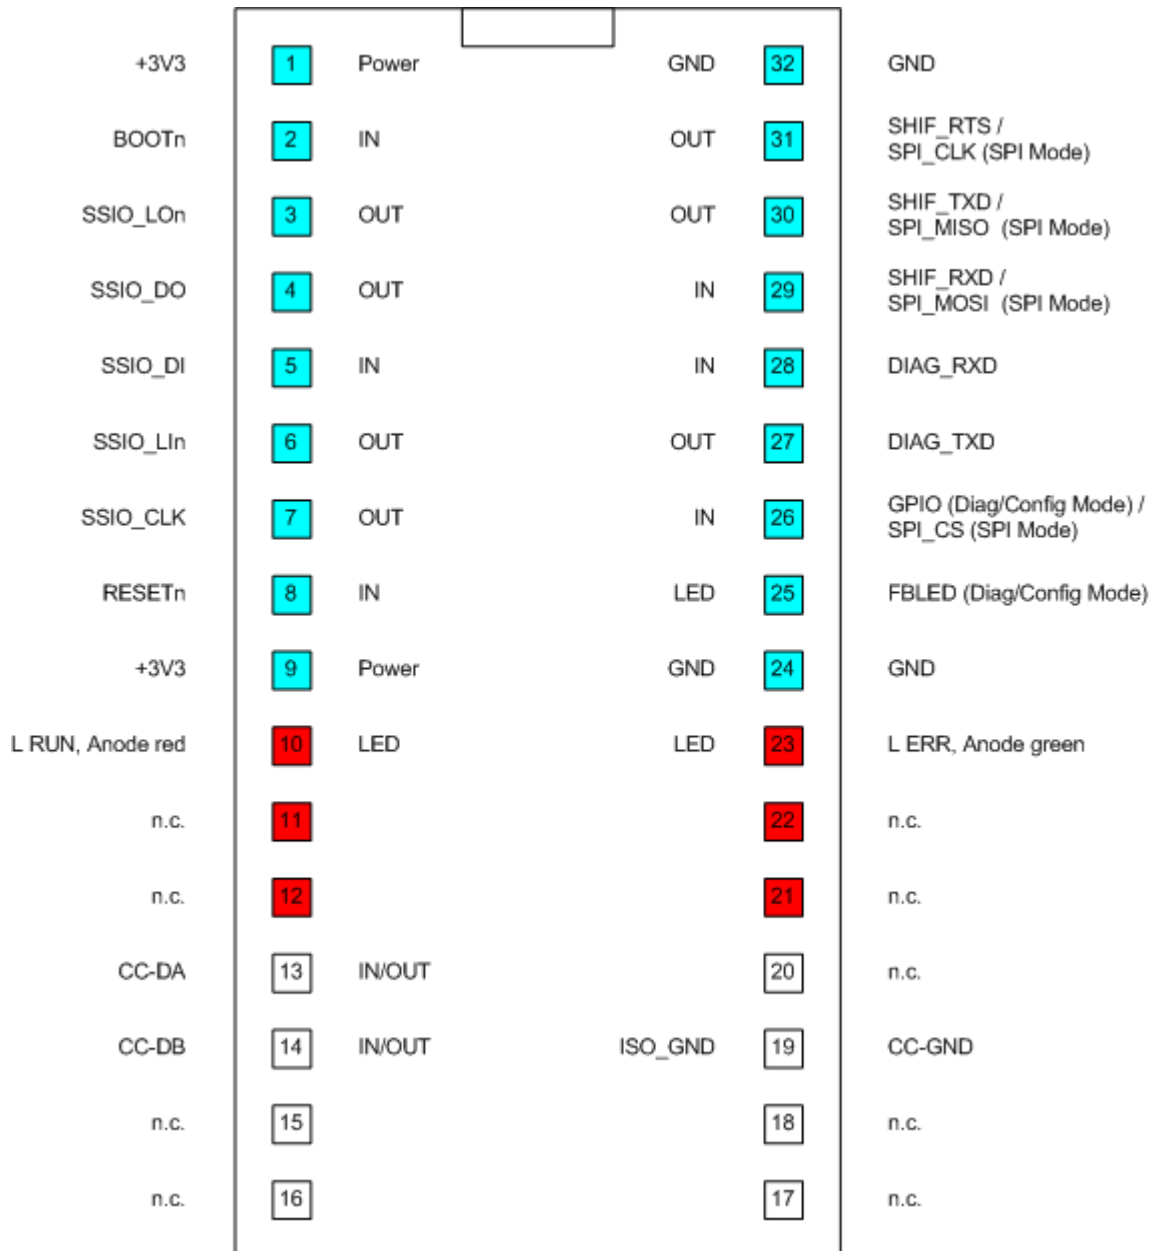 +3V3 1 Power GND 32 GND
BOOTn 2 IN OUT 31 SHIF_RTS /
SPI_CLK (SPI Mode)
SSIO_LOn 3 OUT OUT 30 SHIF_TXD /
SPI_MISO (SPI Mode)
SSIO_DO 4 OUT IN 29 SHIF_RXD /
SPI_MOSI (SPI Mode)
SSIO_DI 5 IN IN 28 DIAG_RXD
SSIO_LIn 6 OUT OUT 27 DIAG_TXD
SSIO_CLK 7 OUT IN 26 GPIO (Diag/Config Mode) /
SPI_CS (SPI Mode)
RESETn 8 IN LED 25 FBLED (Diag/Config Mode)
+3V3 9 Power GND 24 GND
L RUN, Anode red 10 LED LED 23 L ERR, Anode green
n.c. 11 22 n.c.
n.c. 12 21 n.c.
CC-DA 13 IN/OUT 20 n.c.
CC-DB 14 IN/OUT ISO_GND 19 CC-GND
n.c. 15 18 n.c.
n.c. 16 17 n.c.